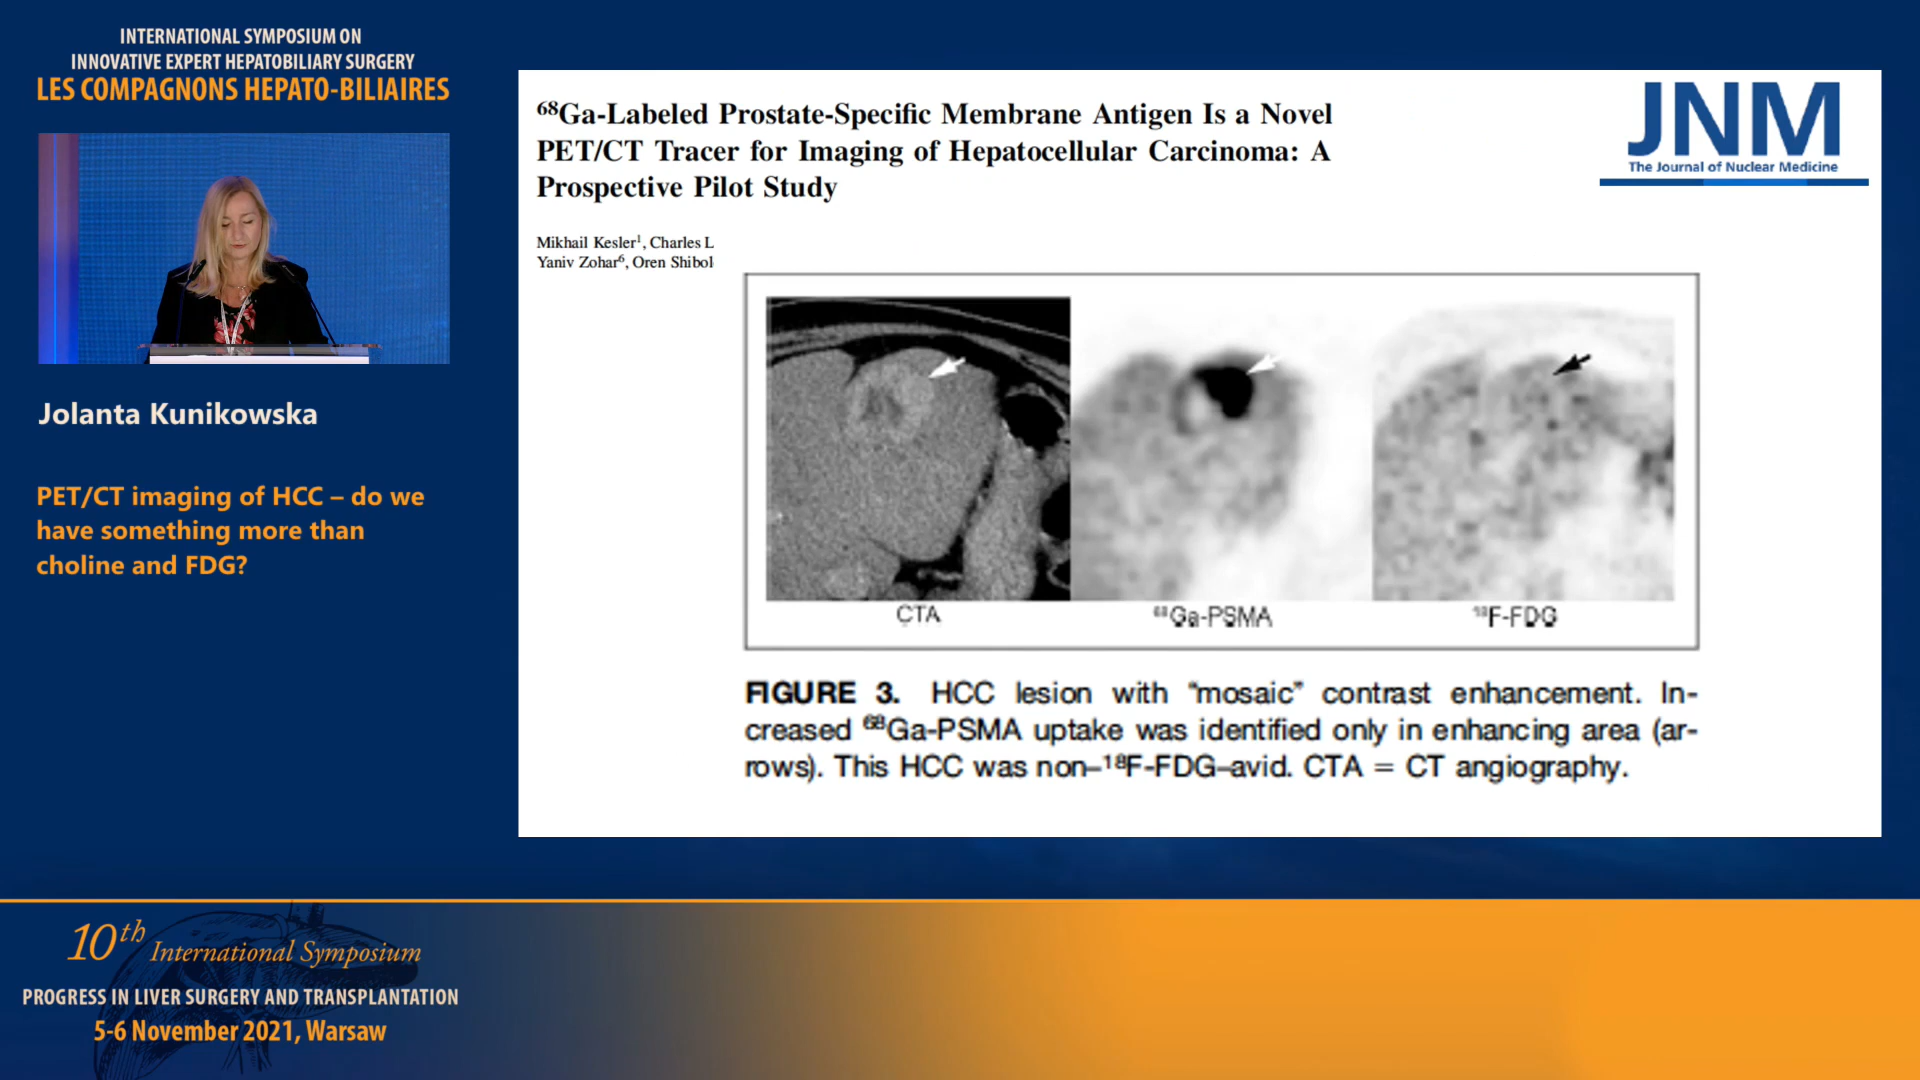 INTERNATIONAL SYMPOSIUM ON
INNOVATIVE EXPERT HEPATOBILIARY SURGERY
LES COMPAGNONS HEPATO-BILIAIRES
Jolanta Kunikowska
PET/CT imaging of HCC – do we
have something more than
choline and FDG?
⁶⁸Ga-Labeled Prostate-Specific Membrane Antigen Is a Novel
PET/CT Tracer for Imaging of Hepatocellular Carcinoma: A
Prospective Pilot Study
JNM
The Journal of Nuclear Medicine
Mikhail Kesler¹, Charles L
Yaniv Zohar⁶, Oren Shibol
CTA
⁶⁸Ga-PSMA
¹⁸F-FDG
FIGURE 3. HCC lesion with “mosaic” contrast enhancement. In-
creased ⁶⁸Ga-PSMA uptake was identified only in enhancing area (ar-
rows). This HCC was non–¹⁸F-FDG–avid. CTA = CT angiography.
10th International Symposium
PROGRESS IN LIVER SURGERY AND TRANSPLANTATION
5-6 November 2021, Warsaw